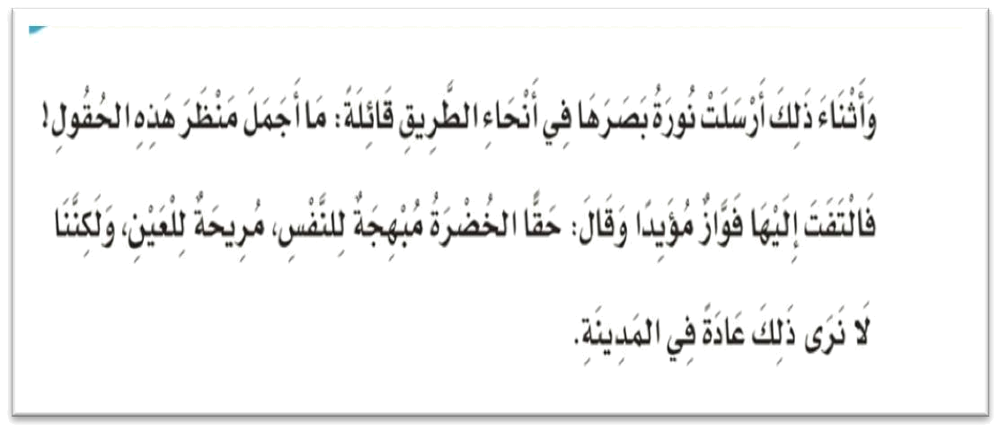 وَأَثْنَاءَ ذَلِكَ أَرْسَلَتْ نُورَةُ بَصَرَهَا فِي أَنْحَاءِ الطَّرِيقِ قَائِلَةً: مَا أَجَمَلَ مَنْظَرَ هَذِهِ الحُقُولِ!
فَالْتَفَتَ إِلَيْهَا فَوَّازٌ مُؤَيِدًا وَقَالَ: حَقًّا الخُضْرَةُ مُبْهِجَةٌ لِلنَّفْسِ، مُرِيحَةٌ لِلْعَيْنِ، وَلَكِنَّنَا
لَا نَرَى ذَلِكَ عَادَةً فِي المَدِينَةِ.